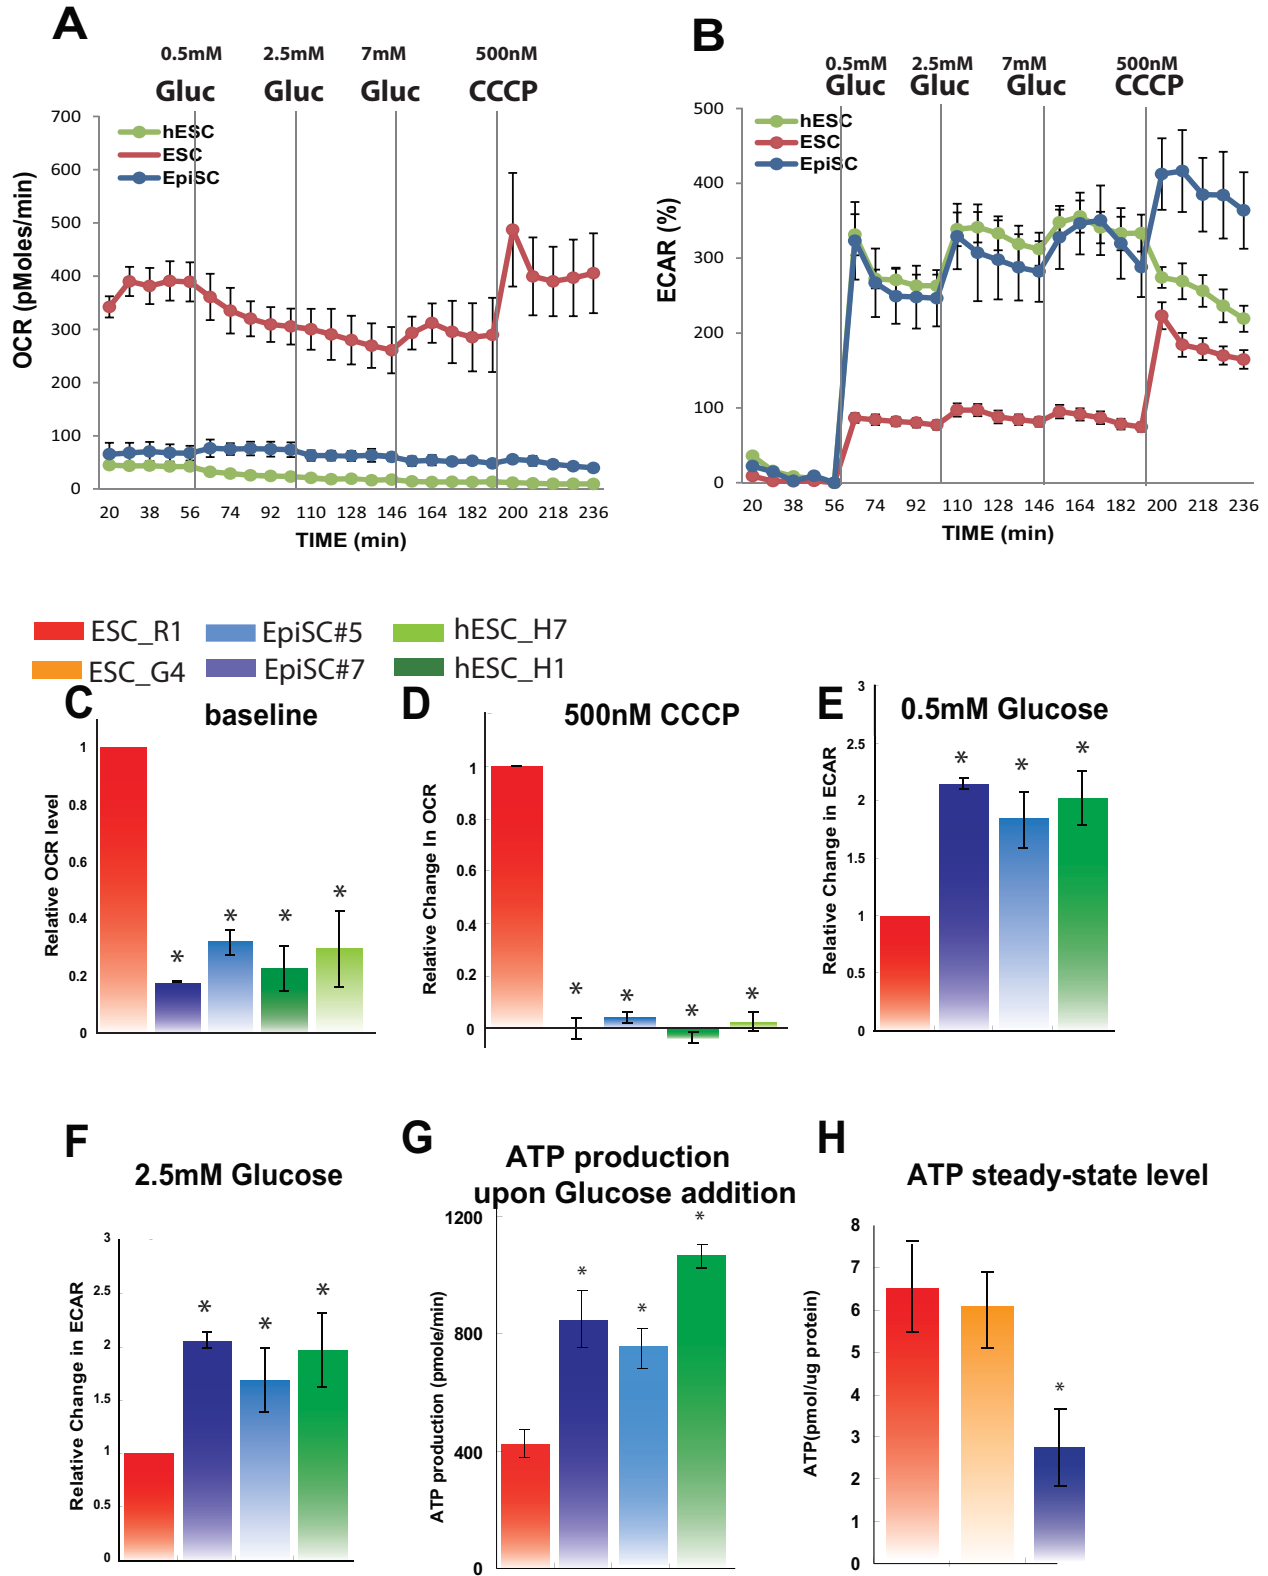 A
0.5mM 2.5mM 7mM 500nM
Gluc Gluc Gluc CCCP
700
600
500
400
300
200
100
0
OCR (pMoles/min)
hESC
ESC
EpiSC
20 38 56 74 92 110 128 146 164 182 200 218 236
TIME (min)
B
0.5mM 2.5mM 7mM 500nM
Gluc Gluc Gluc CCCP
500
400
300
200
100
0
ECAR (%)
hESC
ESC
EpiSC
20 38 56 74 92 110 128 146 164 182 200 218 236
TIME (min)
ESC_R1 EpiSC#5 hESC_H7
ESC_G4 EpiSC#7 hESC_H1
C
baseline
Relative OCR level
1
0.8
0.6
0.4
0.2
0
* * * *
D
500nM CCCP
Relative Change In OCR
1
0.8
0.6
0.4
0.2
0
* * * *
E
0.5mM Glucose
Relative Change in ECAR
3
2.5
2
1.5
1
0.5
0
* * *
F
2.5mM Glucose
Relative Change in ECAR
3
2.5
2
1.5
1
0.5
0
* * *
G
ATP production
upon Glucose addition
ATP production (pmole/min)
1200
800
400
0
* * *
H
ATP steady-state level
ATP(pmol/ug protein)
8
7
6
5
4
3
2
1
0
*